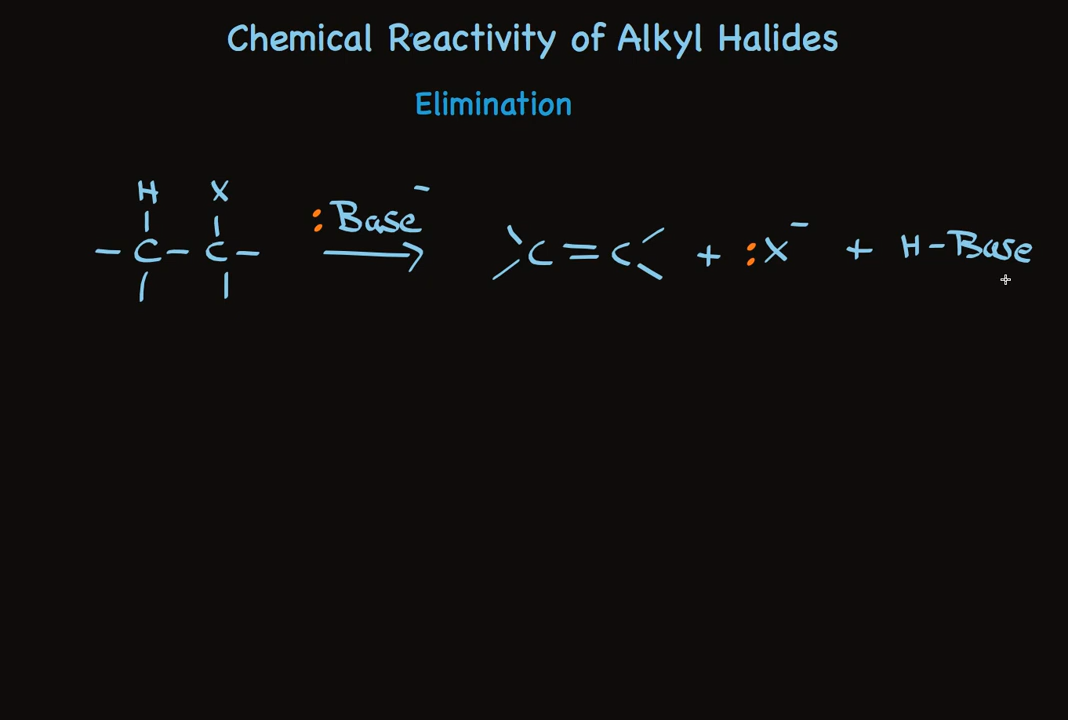 Chemical Reactivity of Alkyl Halides
Elimination
H X
:Base⁻
– C – C – ⟶ >C=C< + :X⁻ + H–Base